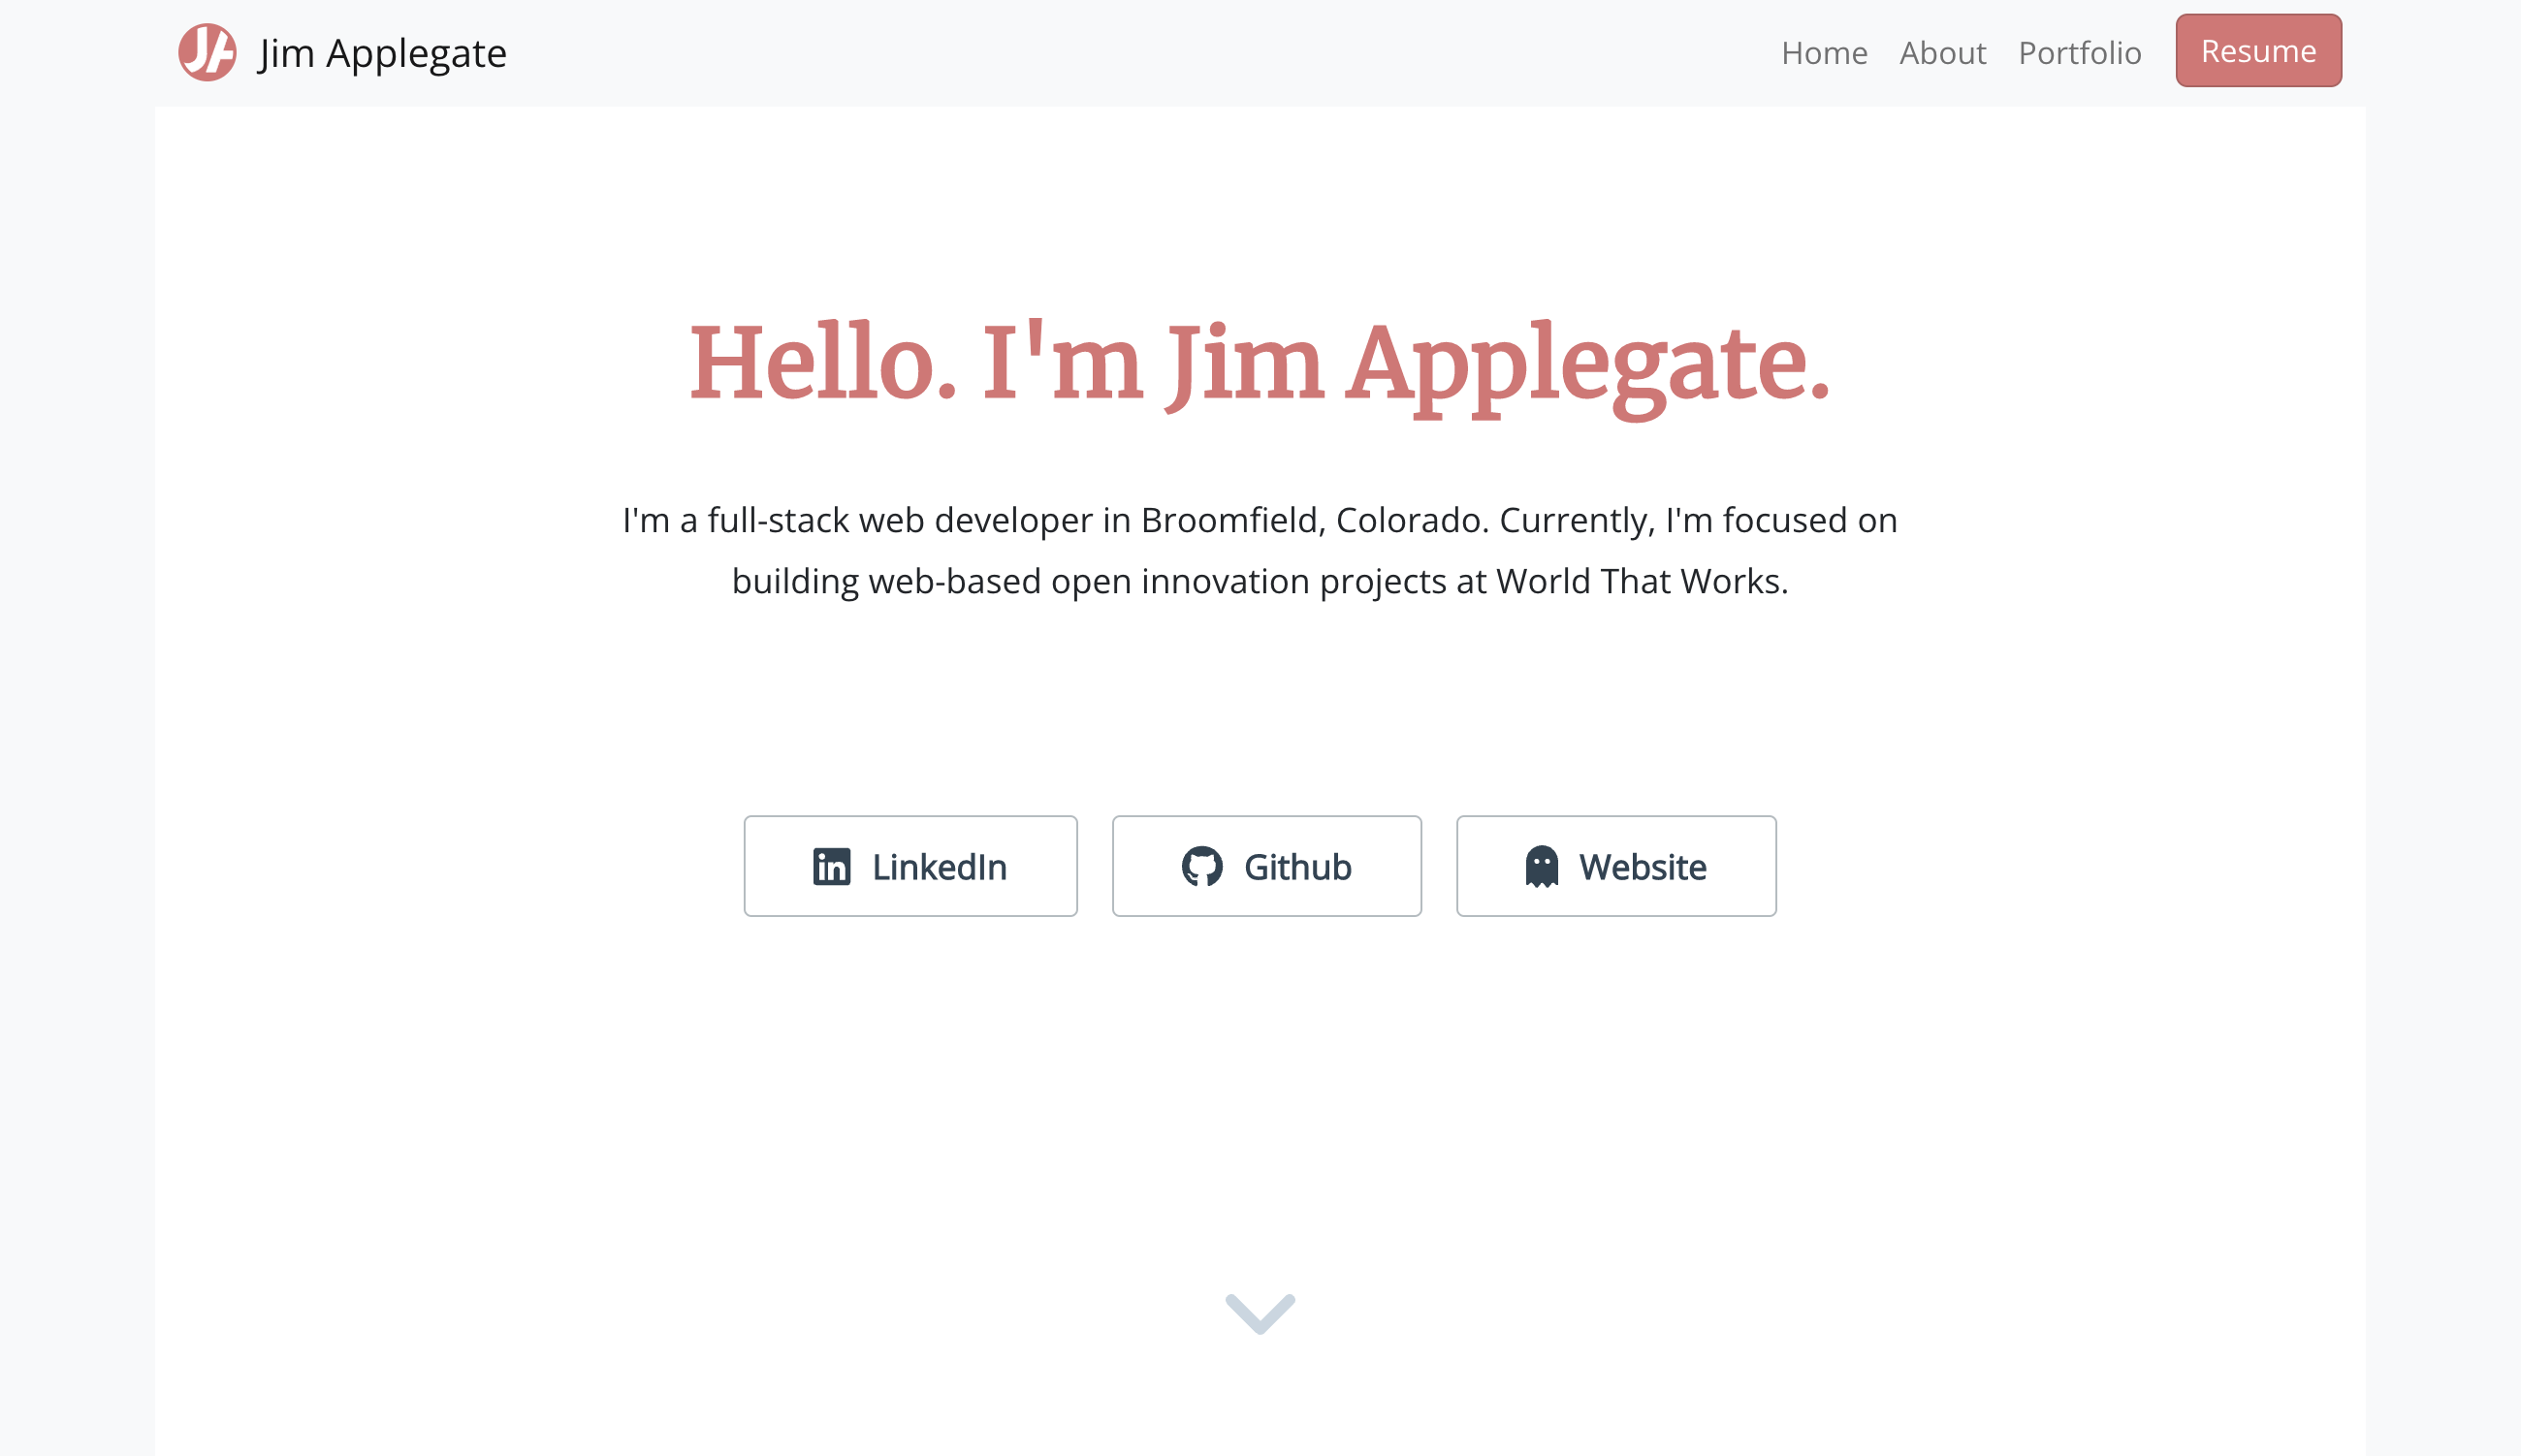 JA Jim Applegate
Home About Portfolio Resume
Hello. I'm Jim Applegate.
I'm a full-stack web developer in Broomfield, Colorado. Currently, I'm focused on
building web-based open innovation projects at World That Works.
in LinkedIn Github Website